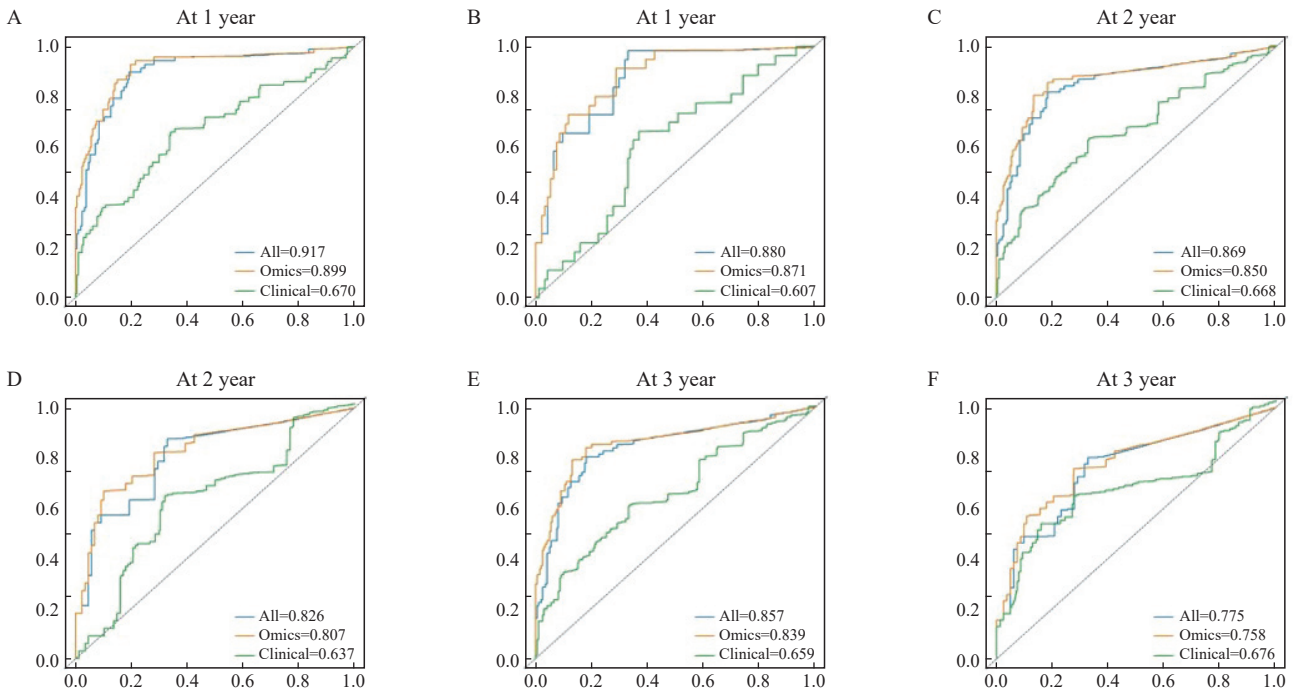 A
At 1 year
1.0
0.8
0.6
0.4
0.2
0.0
All=0.917
Omics=0.899
Clinical=0.670
0.0 0.2 0.4 0.6 0.8 1.0
B
At 1 year
1.0
0.8
0.6
0.4
0.2
0.0
All=0.880
Omics=0.871
Clinical=0.607
0.0 0.2 0.4 0.6 0.8 1.0
C
At 2 year
1.0
0.8
0.6
0.4
0.2
0.0
All=0.869
Omics=0.850
Clinical=0.668
0.0 0.2 0.4 0.6 0.8 1.0
D
At 2 year
1.0
0.8
0.6
0.4
0.2
0.0
All=0.826
Omics=0.807
Clinical=0.637
0.0 0.2 0.4 0.6 0.8 1.0
E
At 3 year
1.0
0.8
0.6
0.4
0.2
0.0
All=0.857
Omics=0.839
Clinical=0.659
0.0 0.2 0.4 0.6 0.8 1.0
F
At 3 year
1.0
0.8
0.6
0.4
0.2
0.0
All=0.775
Omics=0.758
Clinical=0.676
0.0 0.2 0.4 0.6 0.8 1.0